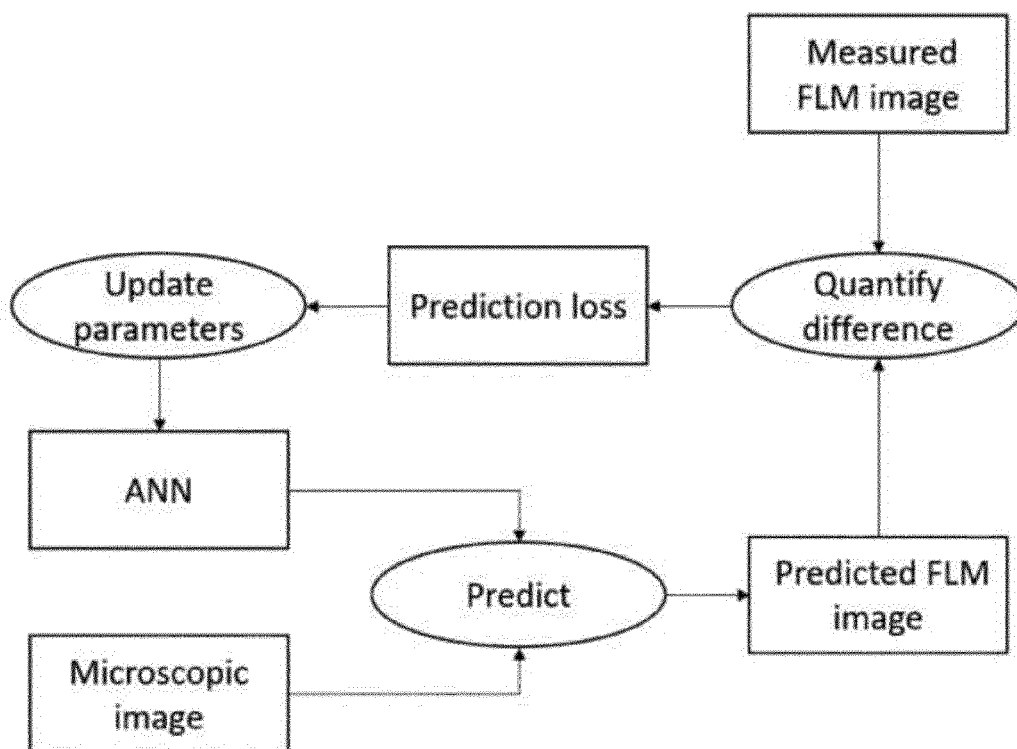 Measured
FLM image
Update
parameters
Prediction loss
Quantify
difference
ANN
Predict
Predicted FLM
image
Microscopic
image